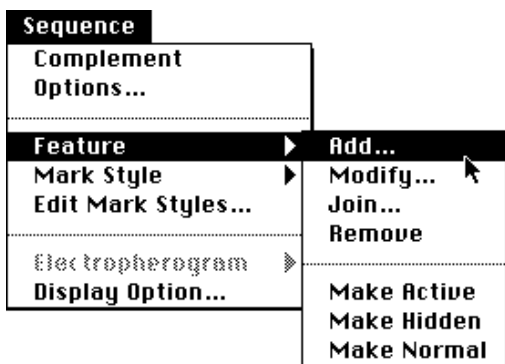 Sequence
Complement
Options...
Feature
Mark Style
Edit Mark Styles...
Electropherogram
Display Option...
Add...
Modify...
Join...
Remove
Make Active
Make Hidden
Make Normal